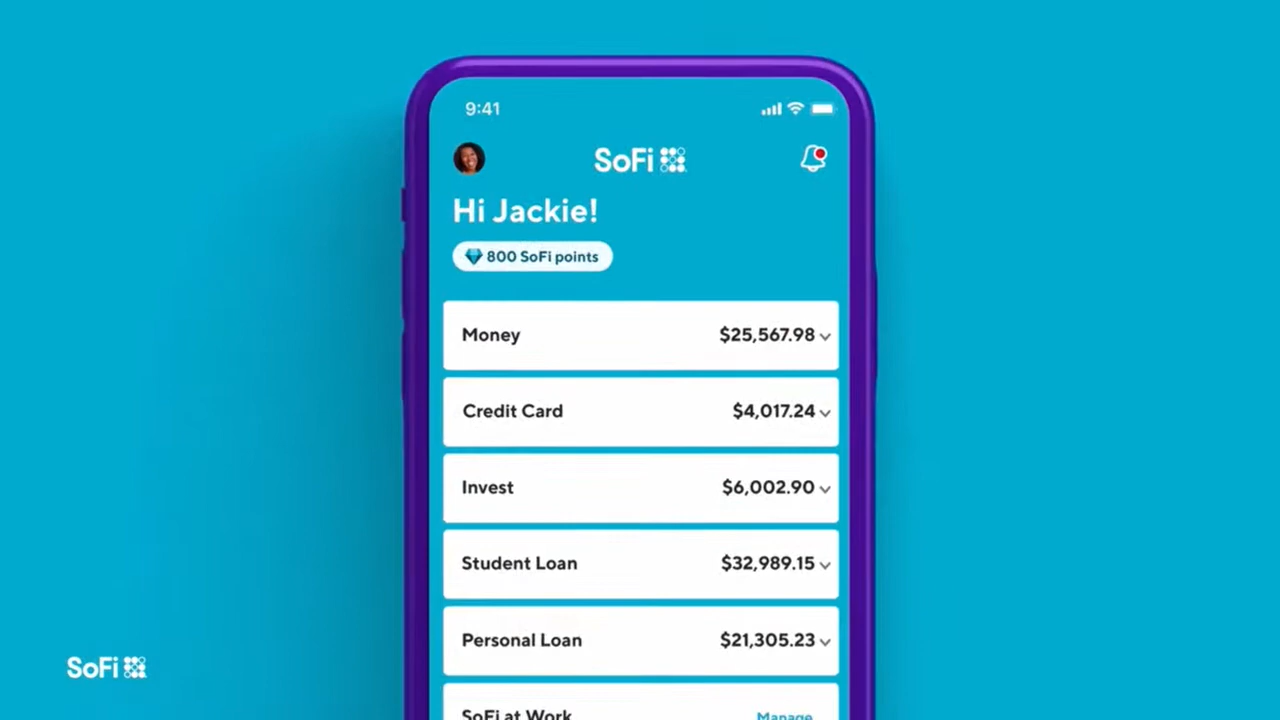 9:41
SoFi
Hi Jackie!
800 SoFi points
Money $25,567.98
Credit Card $4,017.24
Invest $6,002.90
Student Loan $32,989.15
Personal Loan $21,305.23
SoFi at Work Manage
SoFi